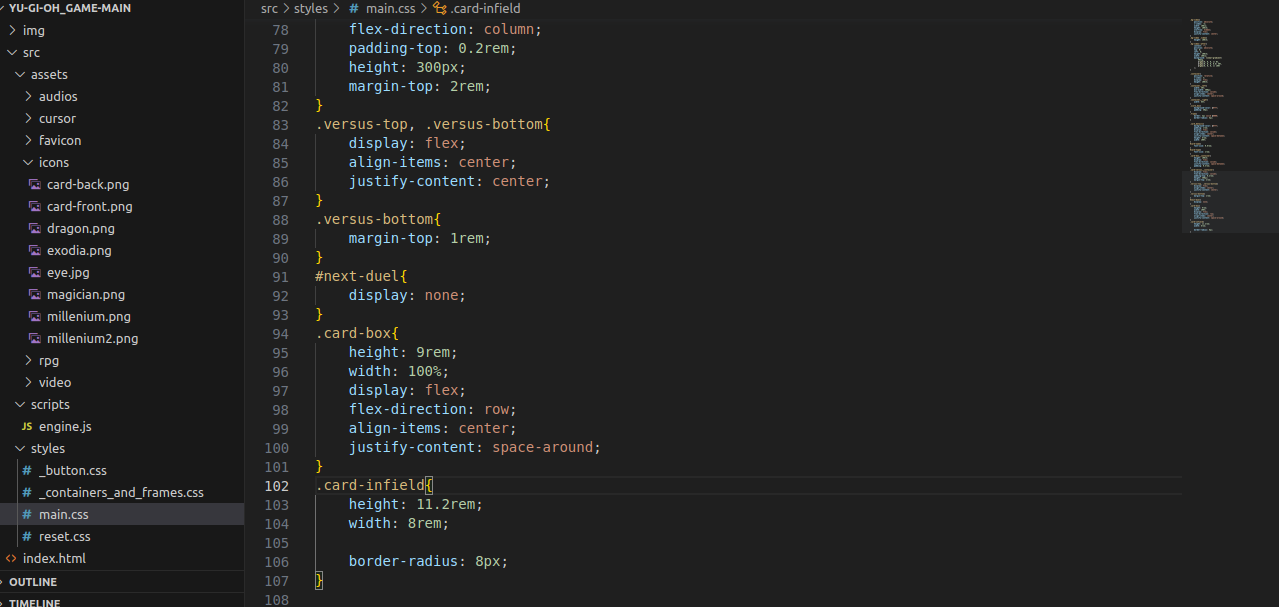 YU-GI-OH_GAME-MAIN
img
src
assets
audios
cursor
favicon
icons
card-back.png
card-front.png
dragon.png
exodia.png
eye.jpg
magician.png
millenium.png
millenium2.png
rpg
video
scripts
JS engine.js
styles
# _button.css
# _containers_and_frames.css
# main.css
# reset.css
<> index.html
OUTLINE
TIMELINE
src > styles > # main.css > .card-infield
78 flex-direction: column;
79 padding-top: 0.2rem;
80 height: 300px;
81 margin-top: 2rem;
82 }
83 .versus-top, .versus-bottom{
84 display: flex;
85 align-items: center;
86 justify-content: center;
87 }
88 .versus-bottom{
89 margin-top: 1rem;
90 }
91 #next-duel{
92 display: none;
93 }
94 .card-box{
95 height: 9rem;
96 width: 100%;
97 display: flex;
98 flex-direction: row;
99 align-items: center;
100 justify-content: space-around;
101 }
102 .card-infield{
103 height: 11.2rem;
104 width: 8rem;
105
106 border-radius: 8px;
107 }
108